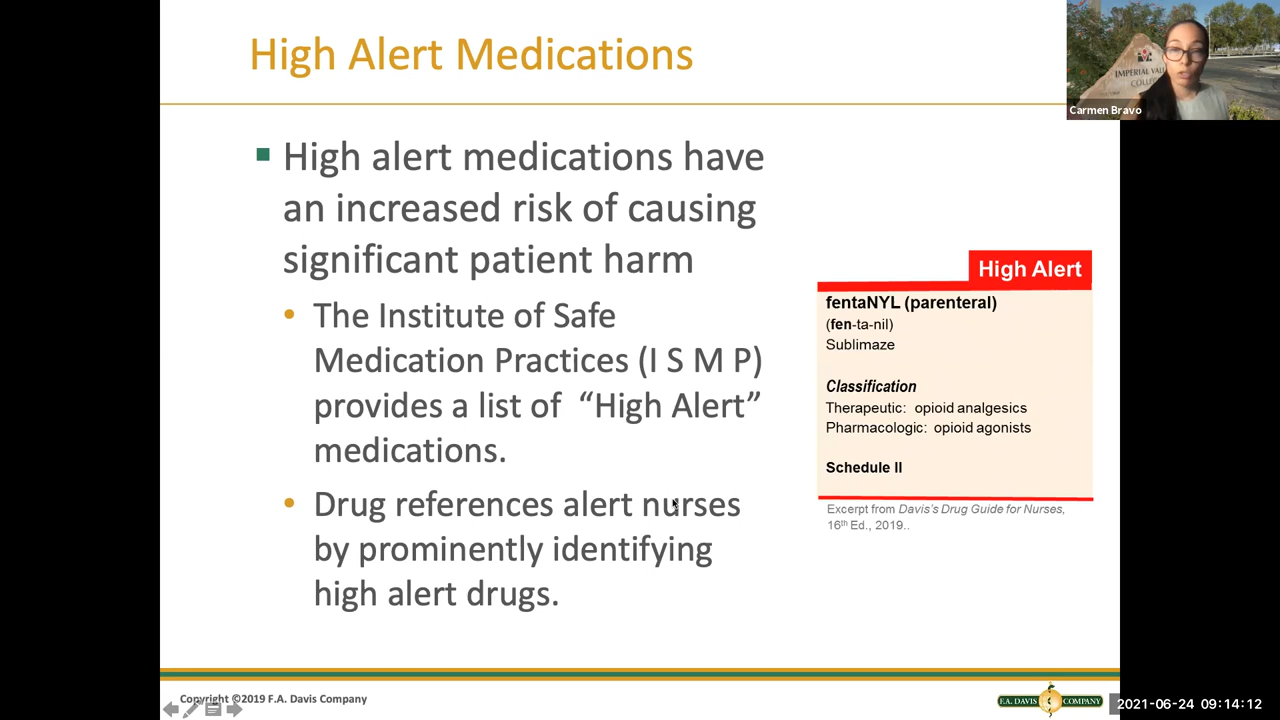 High Alert Medications
High alert medications have
an increased risk of causing
significant patient harm
The Institute of Safe
Medication Practices (I S M P)
provides a list of “High Alert”
medications.
Drug references alert nurses
by prominently identifying
high alert drugs.
High Alert
fentaNYL (parenteral)
(fen-ta-nil)
Sublimaze
Classification
Therapeutic: opioid analgesics
Pharmacologic: opioid agonists
Schedule II
Excerpt from Davis’s Drug Guide for Nurses,
16th Ed., 2019..
IMPERIAL
Carmen Bravo
Copyright ©2019 F.A. Davis Company
F.A. DAVIS COMPANY
2021-06-24 09:14:12